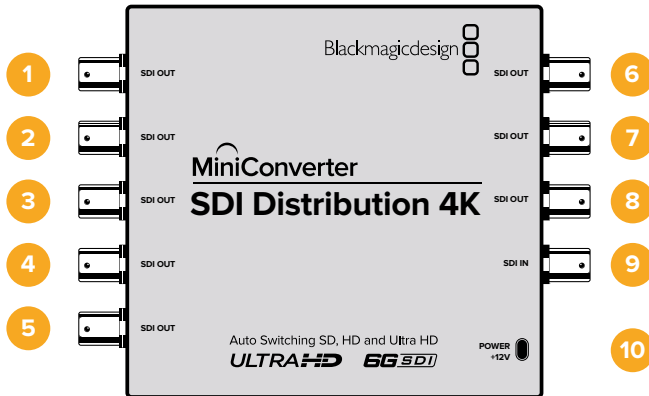 Blackmagicdesign
1
SDI OUT
SDI OUT
6
2
SDI OUT
SDI OUT
7
MiniConverter
3
SDI OUT
SDI Distribution 4K
SDI OUT
8
4
SDI OUT
SDI IN
9
5
SDI OUT
Auto Switching SD, HD and Ultra HD
ULTRAHD 6G SDI
POWER
+12V
10